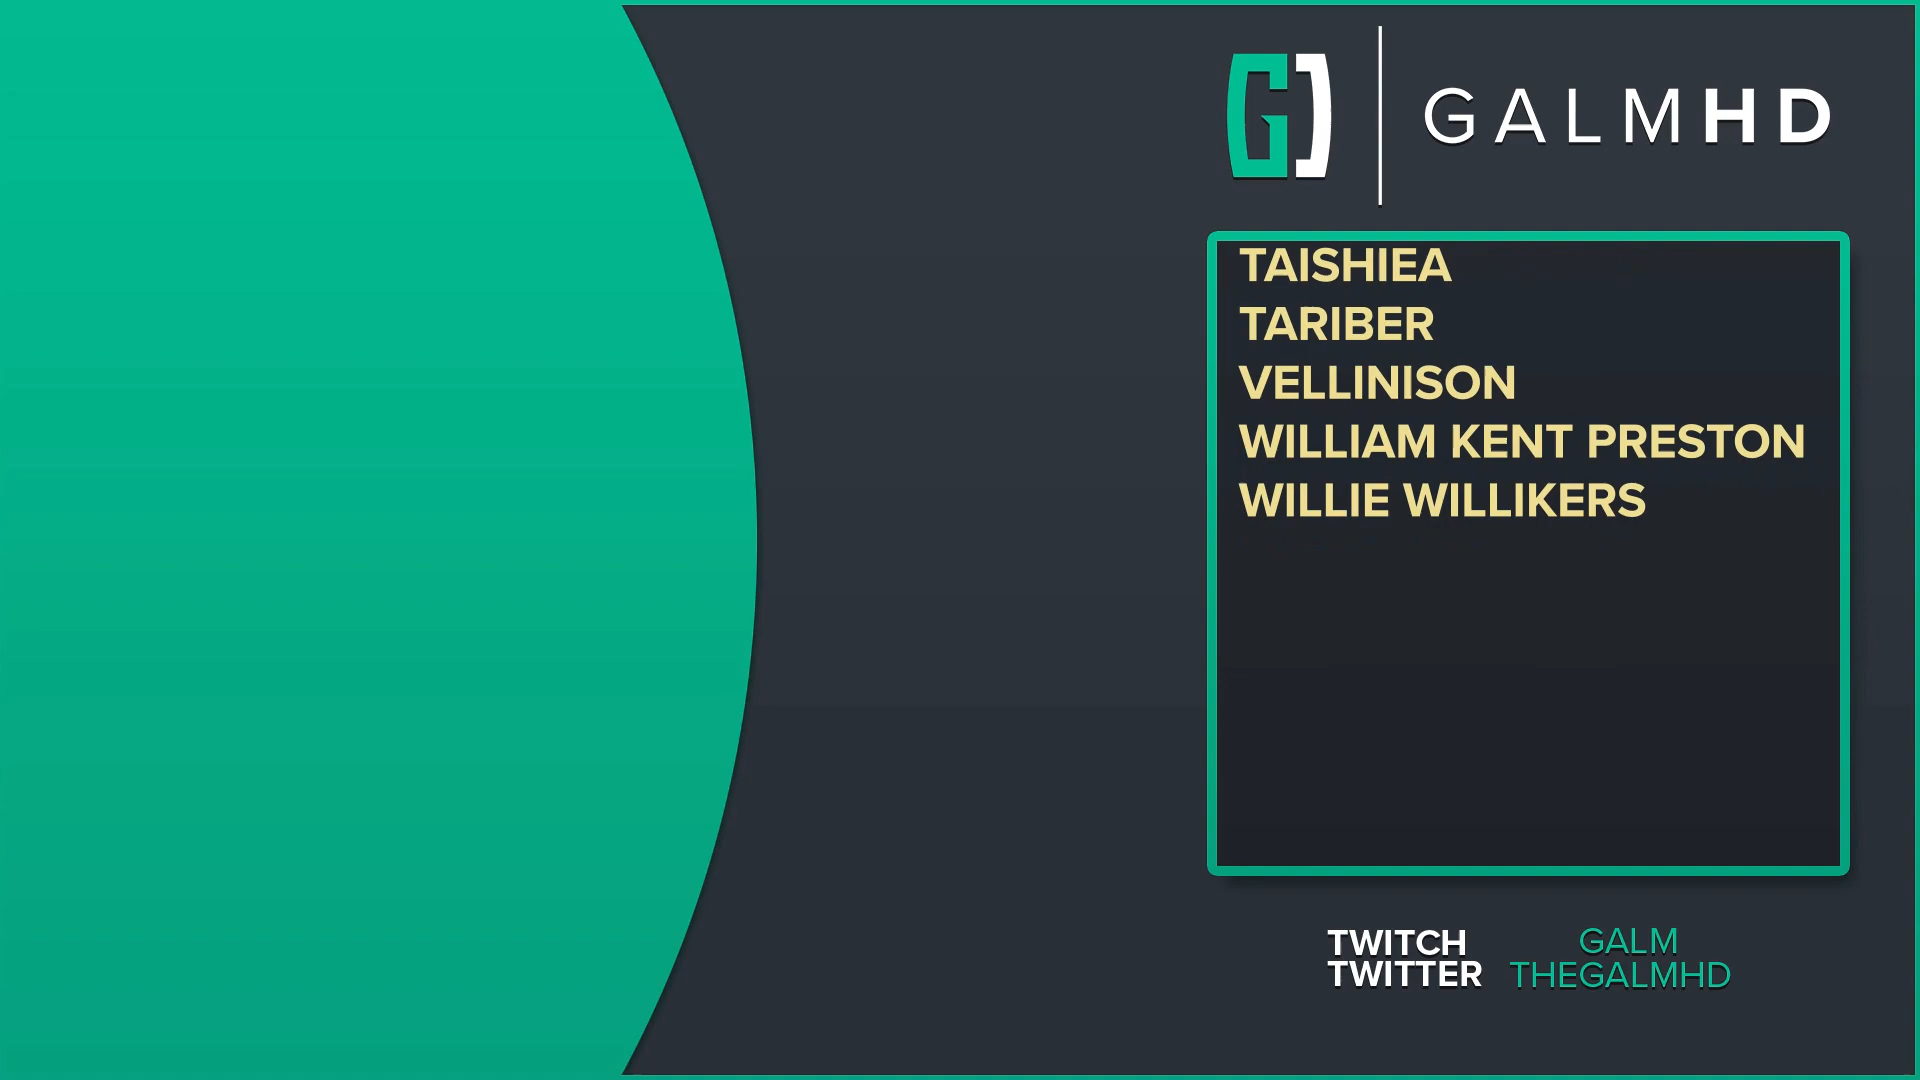 GALMHD
TAISHIEA
TARIBER
VELLINISON
WILLIAM KENT PRESTON
WILLIE WILLIKERS
TWITCH GALM
TWITTER THEGALMHD